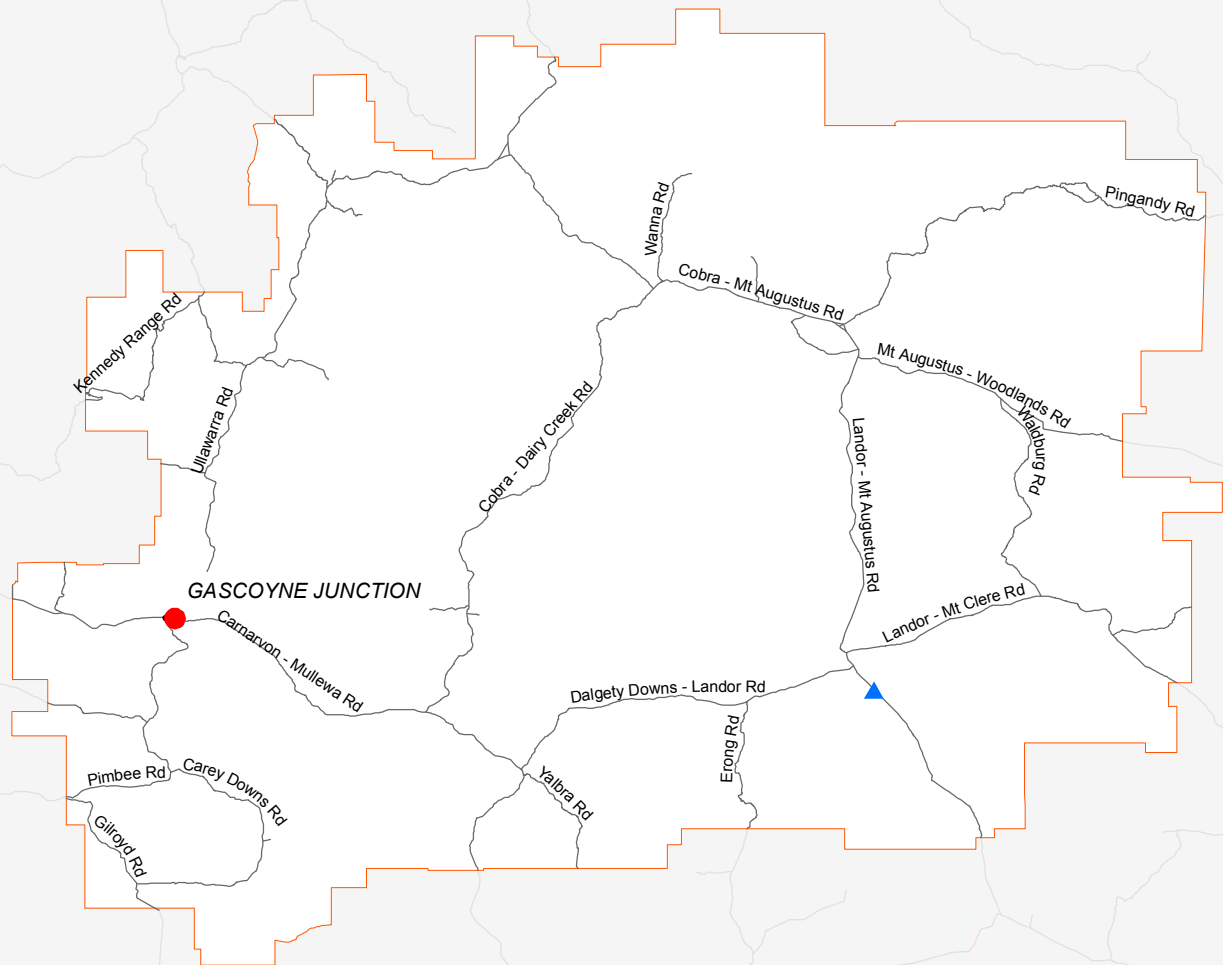 Pingandy Rd
Wanna Rd
Cobra - Mt Augustus Rd
Kennedy Range Rd
Mt Augustus - Woodlands Rd
Ullawarra Rd
Cobra - Dairy Creek Rd
Waldburg Rd
Landor - Mt Augustus Rd
GASCOYNE JUNCTION
Landor - Mt Clere Rd
Carnarvon - Mullewa Rd
Dalgety Downs - Landor Rd
Erong Rd
Pimbee Rd
Carey Downs Rd
Yalbra Rd
Gilroyd Rd